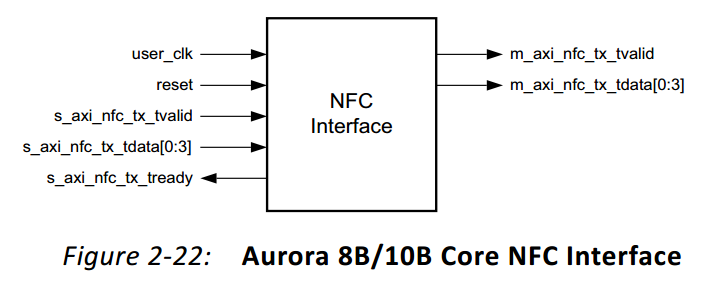 user_clk
reset
s_axi_nfc_tx_tvalid
s_axi_nfc_tx_tdata[0:3]
s_axi_nfc_tx_tready
NFC
Interface
m_axi_nfc_tx_tvalid
m_axi_nfc_tx_tdata[0:3]
Figure 2-22: Aurora 8B/10B Core NFC Interface